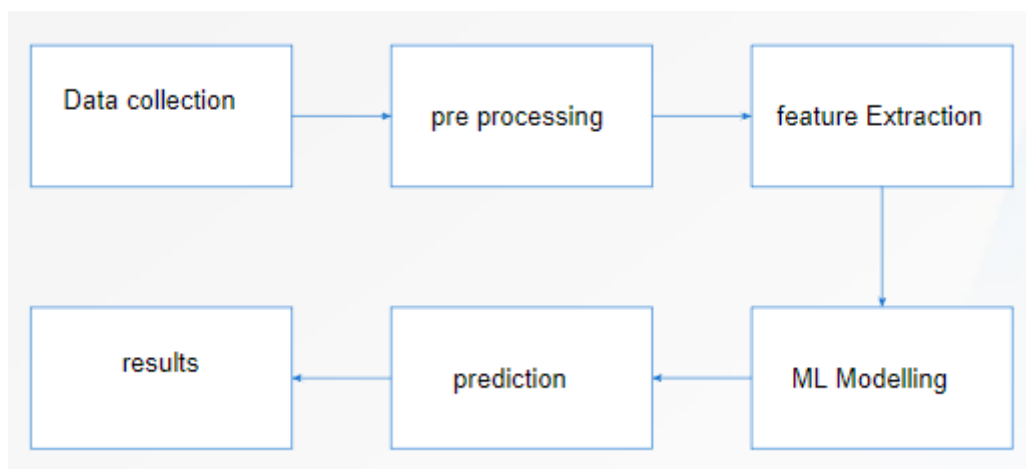 Data collection
pre processing
feature Extraction
ML Modelling
prediction
results